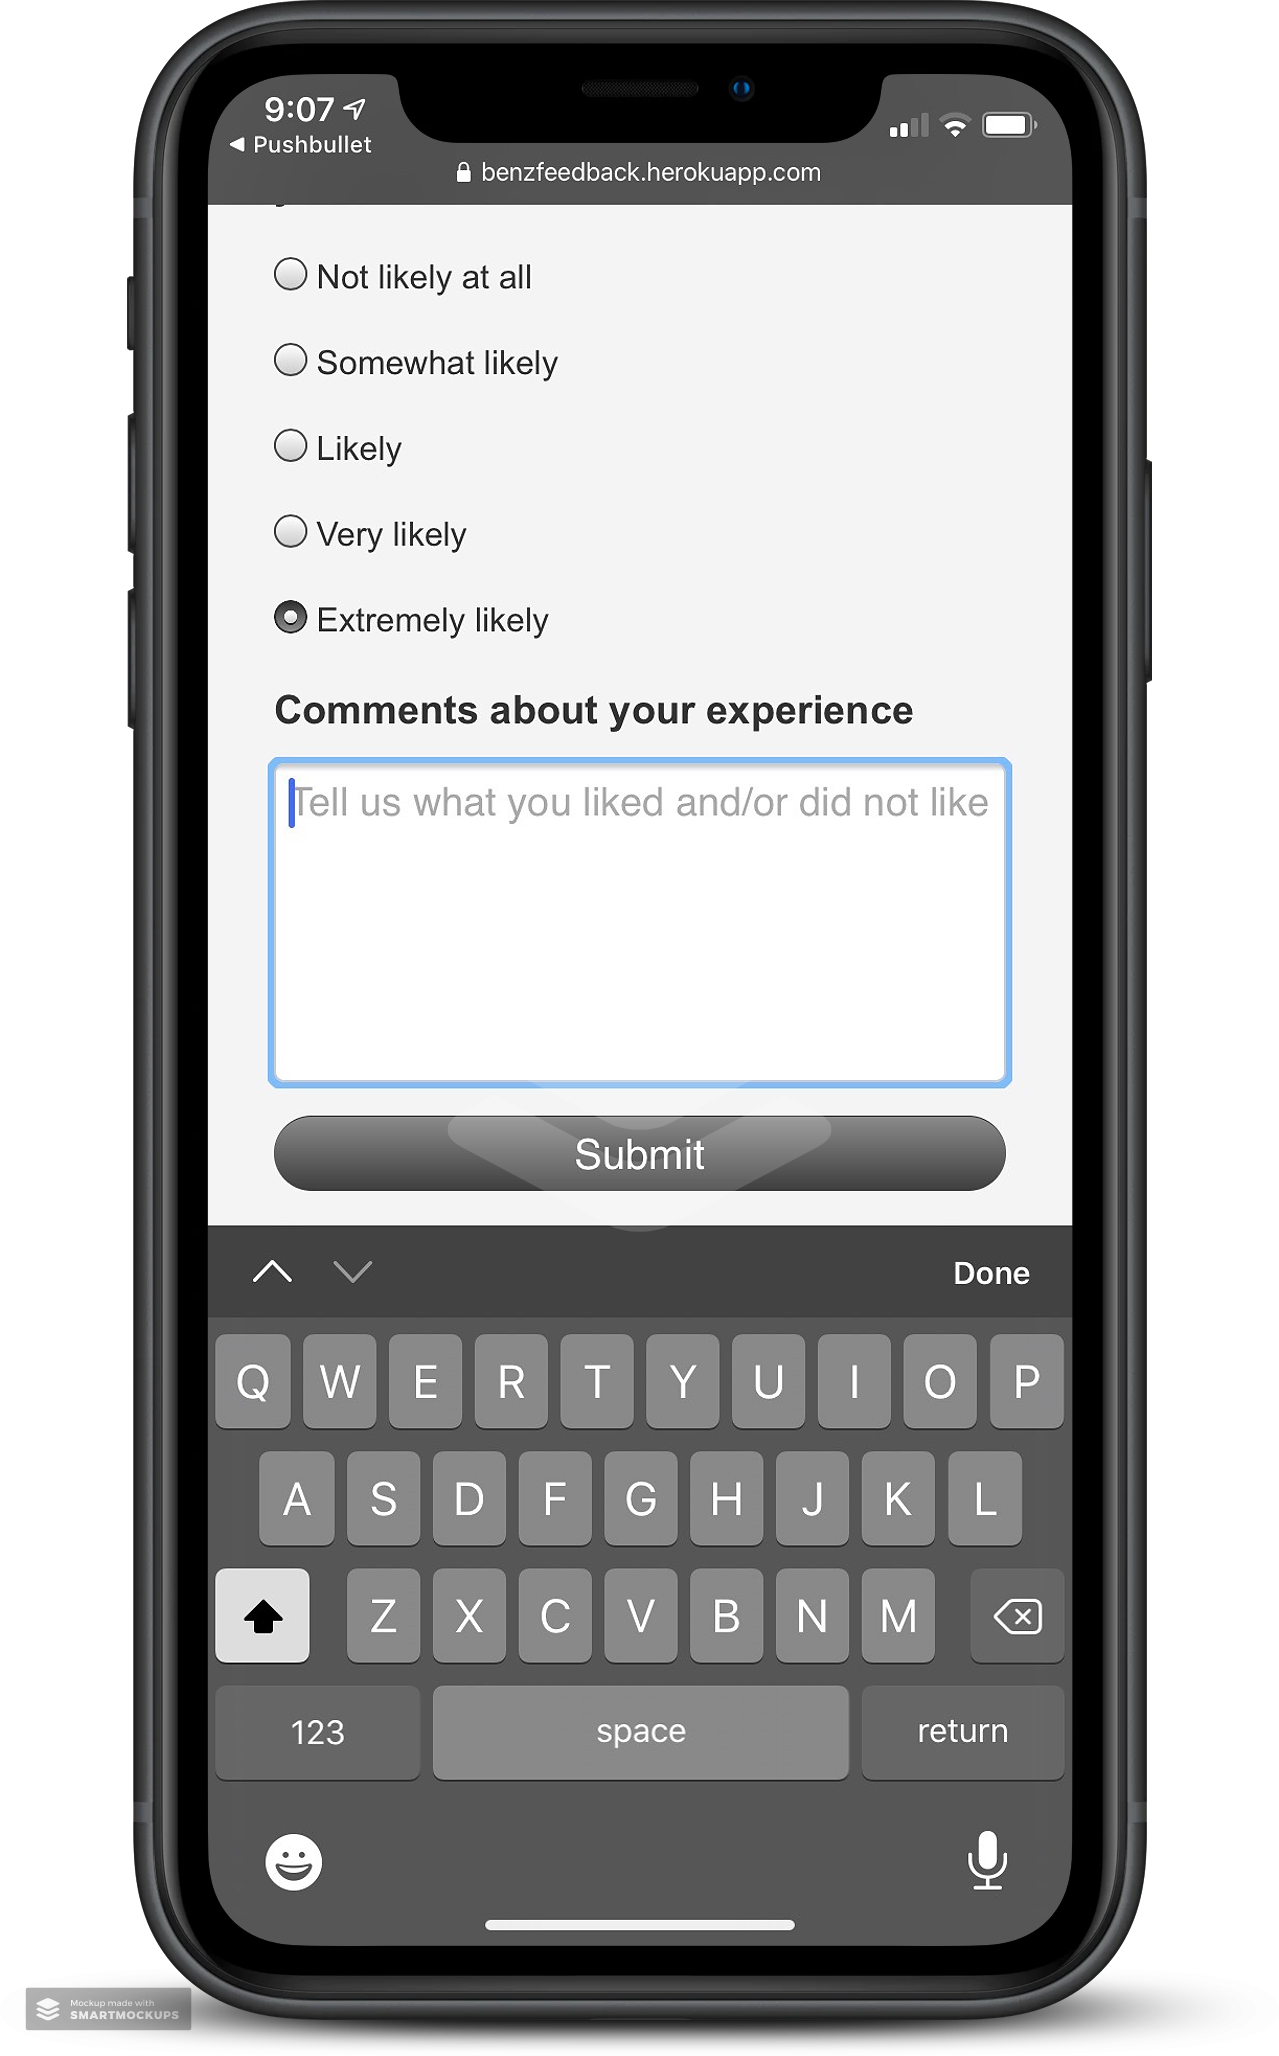 9:07
Pushbullet
benzfeedback.herokuapp.com
Not likely at all
Somewhat likely
Likely
Very likely
Extremely likely
Comments about your experience
Tell us what you liked and/or did not like
Submit
Done
Q W E R T Y U I O P
A S D F G H J K L
Z X C V B N M
123 space return
Mockup made with
SMARTMOCKUPS